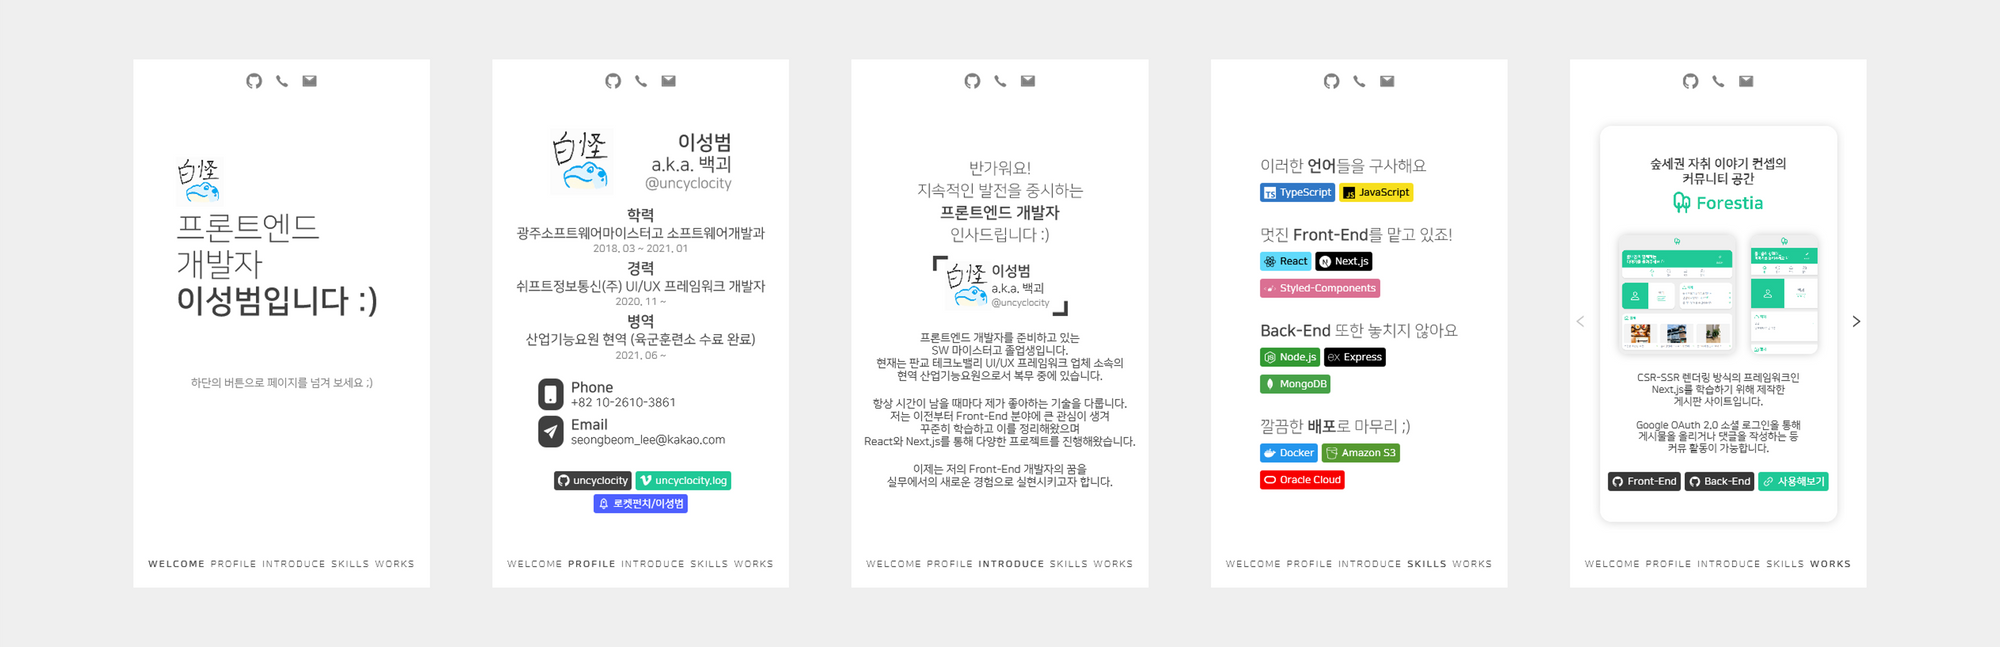 白怪
프론트엔드
개발자
이성범입니다 :)
하단의 버튼으로 페이지를 넘겨 보세요 ;)
WELCOME PROFILE INTRODUCE SKILLS WORKS
白怪
이성범
a.k.a. 백괴
@uncyclocity
학력
광주소프트웨어마이스터고 소프트웨어개발과
2018. 03 ~ 2021. 01
경력
쉬프트정보통신(주) UI/UX 프레임워크 개발자
2020. 11 ~
병역
산업기능요원 현역 (육군훈련소 수료 완료)
2021. 06 ~
Phone
+82 10-2610-3861
Email
seongbeom_lee@kakao.com
uncyclocity
uncyclocity.log
로켓펀치/이성범
WELCOME PROFILE INTRODUCE SKILLS WORKS
반가워요!
지속적인 발전을 중시하는
프론트엔드 개발자
인사드립니다 :)
白怪
이성범
a.k.a. 백괴
@uncyclocity
프론트엔드 개발자를 준비하고 있는
SW 마이스터고 졸업생입니다.
현재는 판교 테크노밸리 UI/UX 프레임워크 업체 소속의
현역 산업기능요원으로서 복무 중에 있습니다.
항상 시간이 남을 때마다 제가 좋아하는 기술을 다룹니다.
저는 이전부터 Front-End 분야에 큰 관심이 생겨
꾸준히 학습하고 이를 정리해왔으며
React와 Next.js를 통해 다양한 프로젝트를 진행해왔습니다.
이제는 저의 Front-End 개발자의 꿈을
실무에서의 새로운 경험으로 실현시키고자 합니다.
WELCOME PROFILE INTRODUCE SKILLS WORKS
이러한 언어들을 구사해요
TS TypeScript
JS JavaScript
멋진 Front-End를 맡고 있죠!
React
N Next.js
Styled-Components
Back-End 또한 놓치지 않아요
Node.js
ex Express
MongoDB
깔끔한 배포로 마무리 ;)
Docker
Amazon S3
Oracle Cloud
WELCOME PROFILE INTRODUCE SKILLS WORKS
숲세권 자취 이야기 컨셉의
커뮤니티 공간
Forestia
CSR-SSR 렌더링 방식의 프레임워크인
Next.js를 학습하기 위해 제작한
게시판 사이트입니다.
Google OAuth 2.0 소셜 로그인을 통해
게시물을 올리거나 댓글을 작성하는 등
커뮤 활동이 가능합니다.
Front-End
Back-End
사용해보기
WELCOME PROFILE INTRODUCE SKILLS WORKS